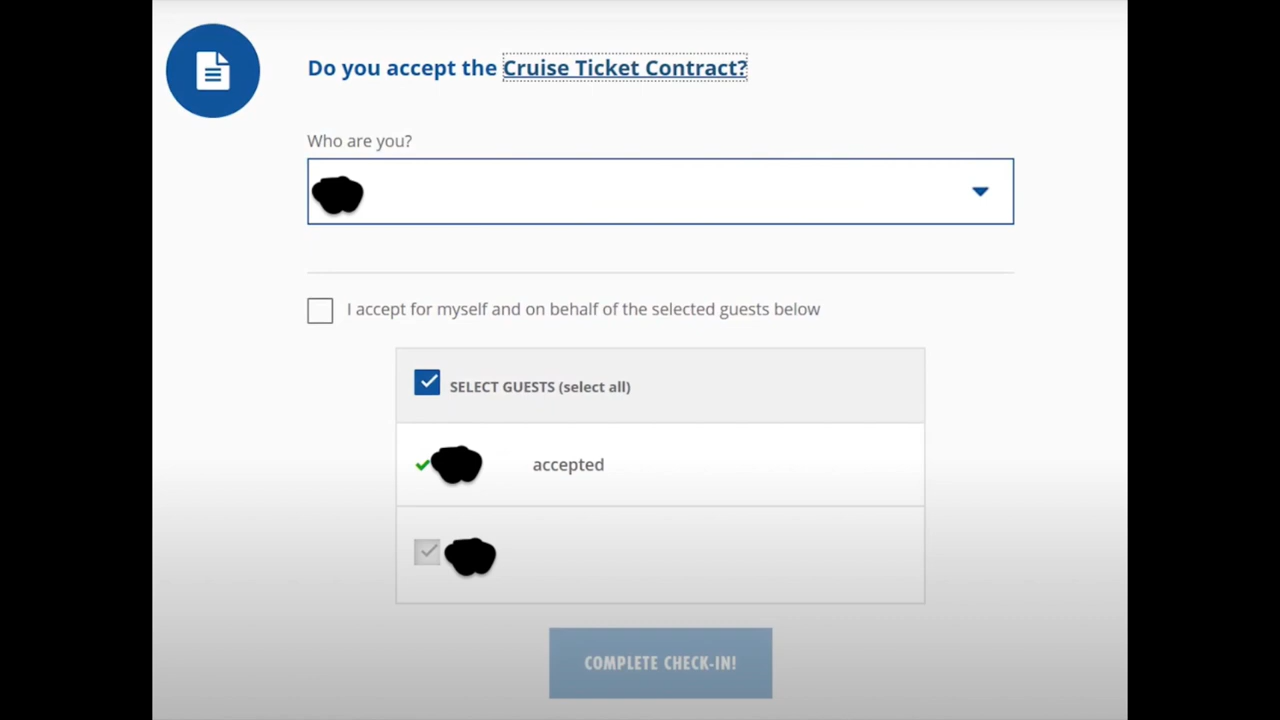 Do you accept the Cruise Ticket Contract?
Who are you?
I accept for myself and on behalf of the selected guests below
SELECT GUESTS (select all)
accepted
COMPLETE CHECK-IN!